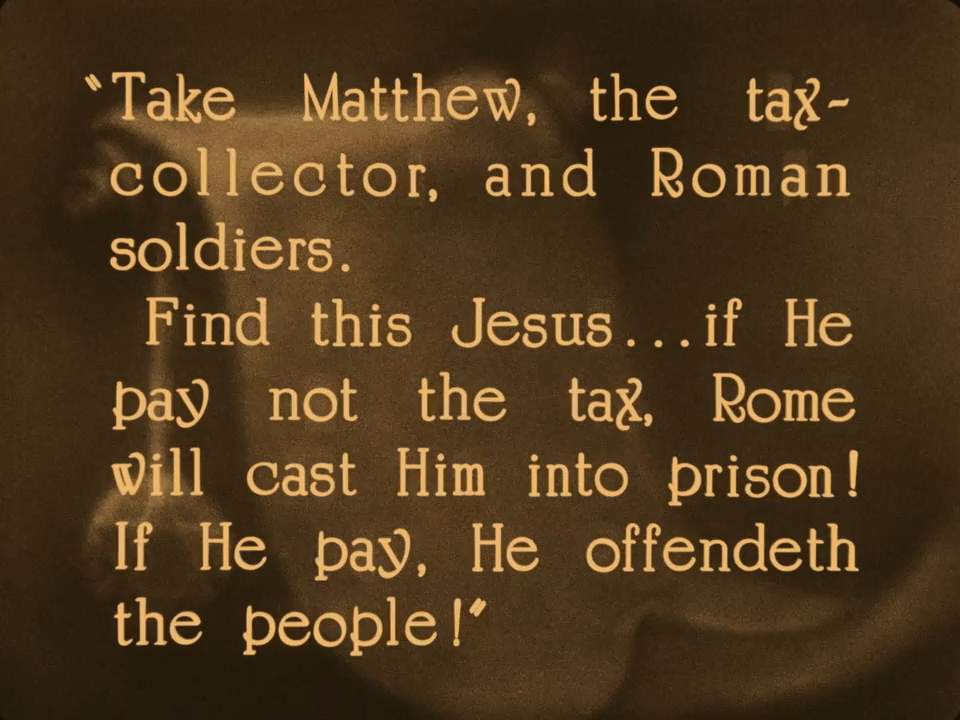 "Take Matthew, the tax-
collector, and Roman
soldiers.
Find this Jesus...if He
pay not the tax, Rome
will cast Him into prison!
If He pay, He offendeth
the people!"